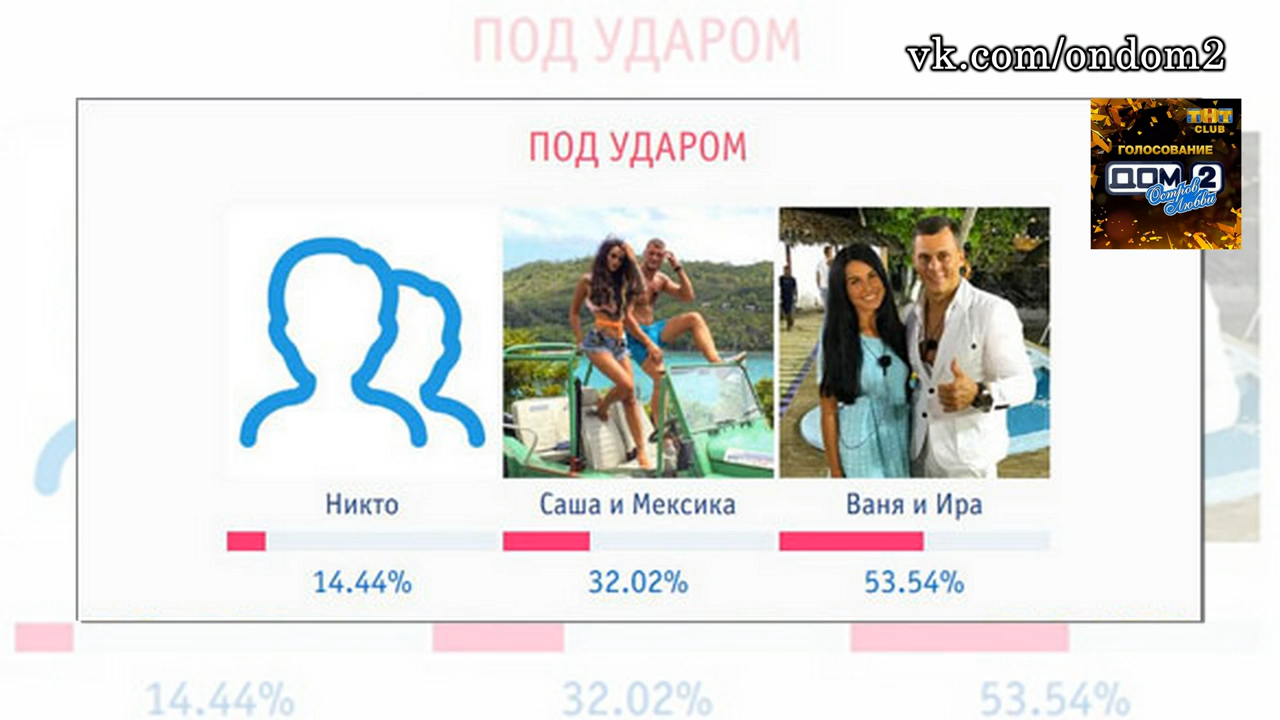 ПОД УДАРОМ
vk.com/ondom2
ПОД УДАРОМ
ТНТ
CLUB
ГОЛОСОВАНИЕ
ДОМ 2
Остров
Любви
Никто
Саша и Мексика
Ваня и Ира
14.44%
32.02%
53.54%
14.44%
32.02%
53.54%